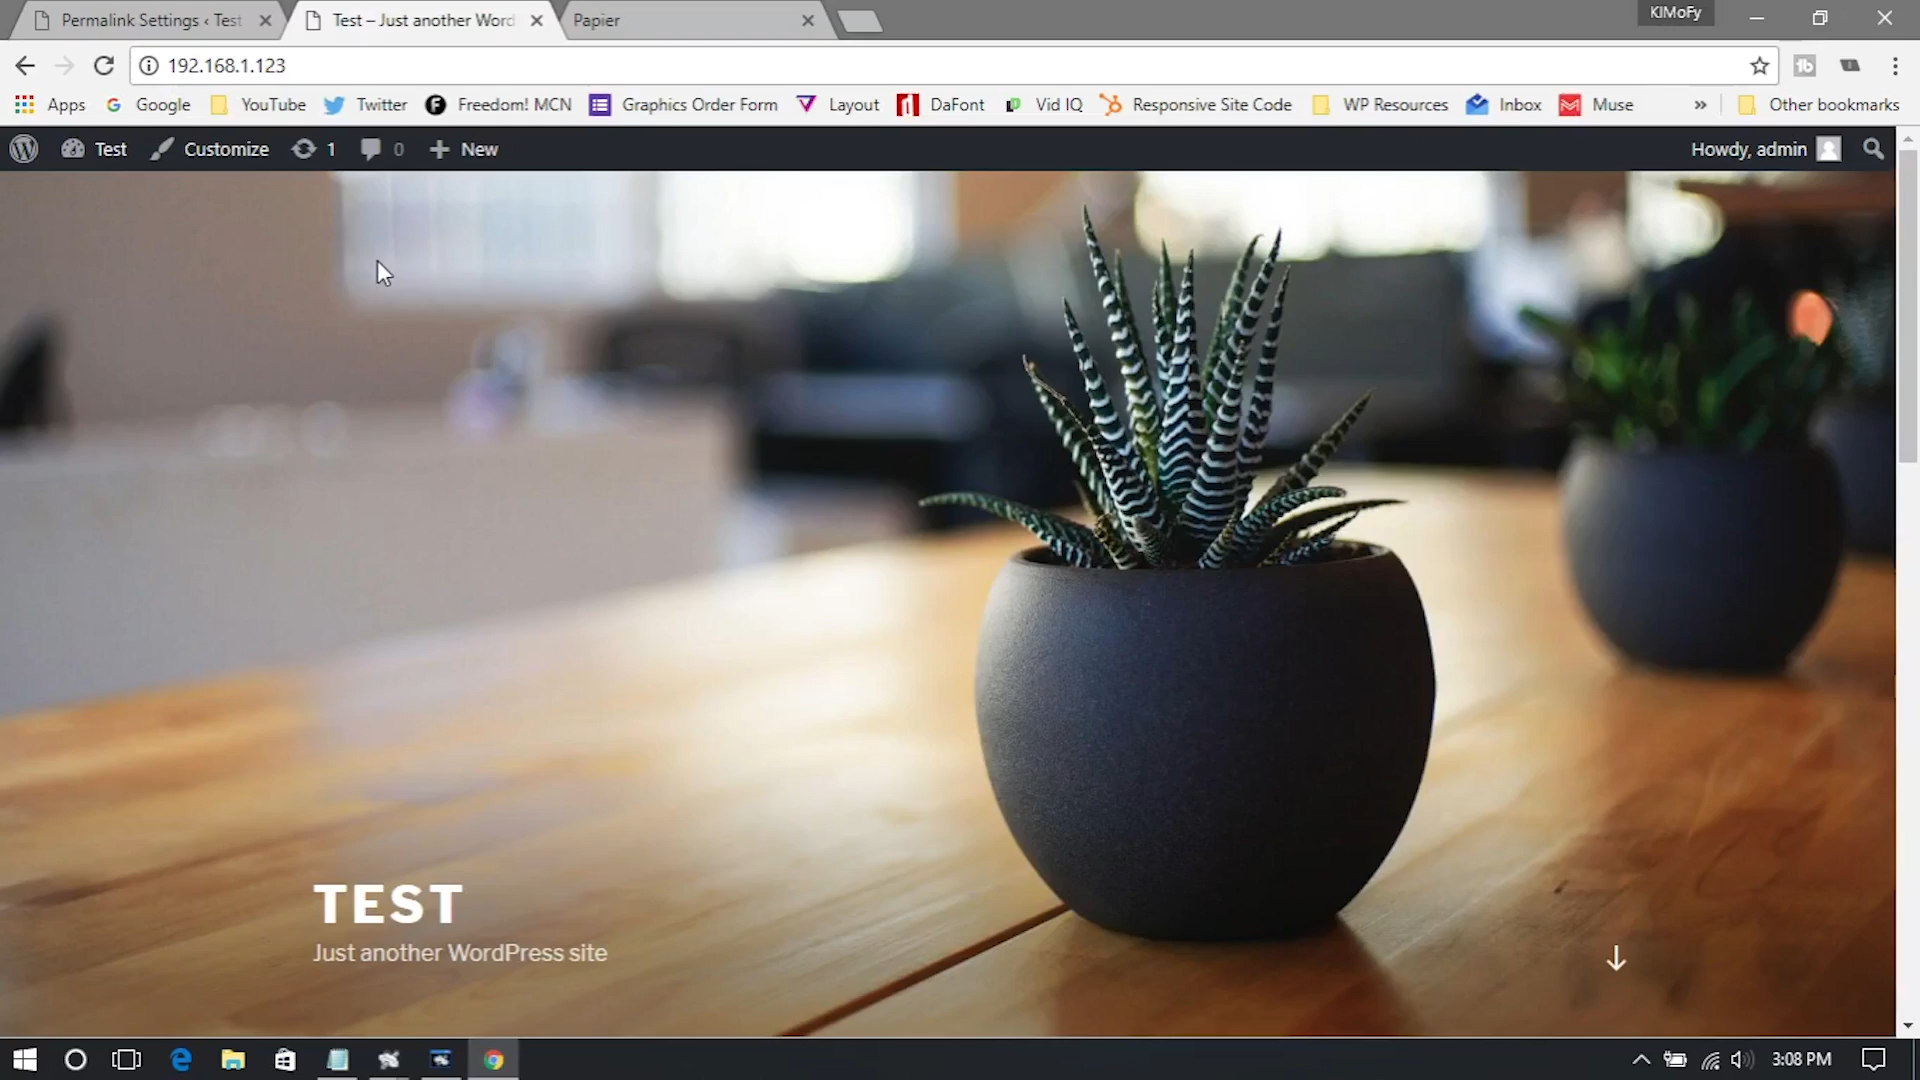 Permalink Settings ‹ Test
Test – Just another Word
Papier
KIMoFy
192.168.1.123
Apps
Google
YouTube
Twitter
Freedom! MCN
Graphics Order Form
Layout
DaFont
Vid IQ
Responsive Site Code
WP Resources
Inbox
Muse
»
Other bookmarks
Test
Customize
1
0
New
Howdy, admin
TEST
Just another WordPress site
3:08 PM